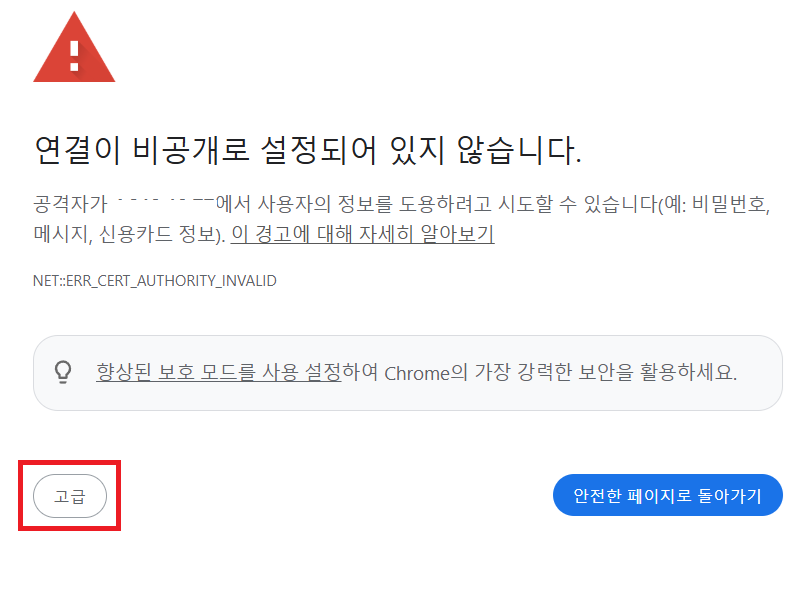 연결이 비공개로 설정되어 있지 않습니다.
공격자가 에서 사용자의 정보를 도용하려고 시도할 수 있습니다(예: 비밀번호,
메시지, 신용카드 정보). 이 경고에 대해 자세히 알아보기
NET::ERR_CERT_AUTHORITY_INVALID
향상된 보호 모드를 사용 설정하여 Chrome의 가장 강력한 보안을 활용하세요.
고급
안전한 페이지로 돌아가기